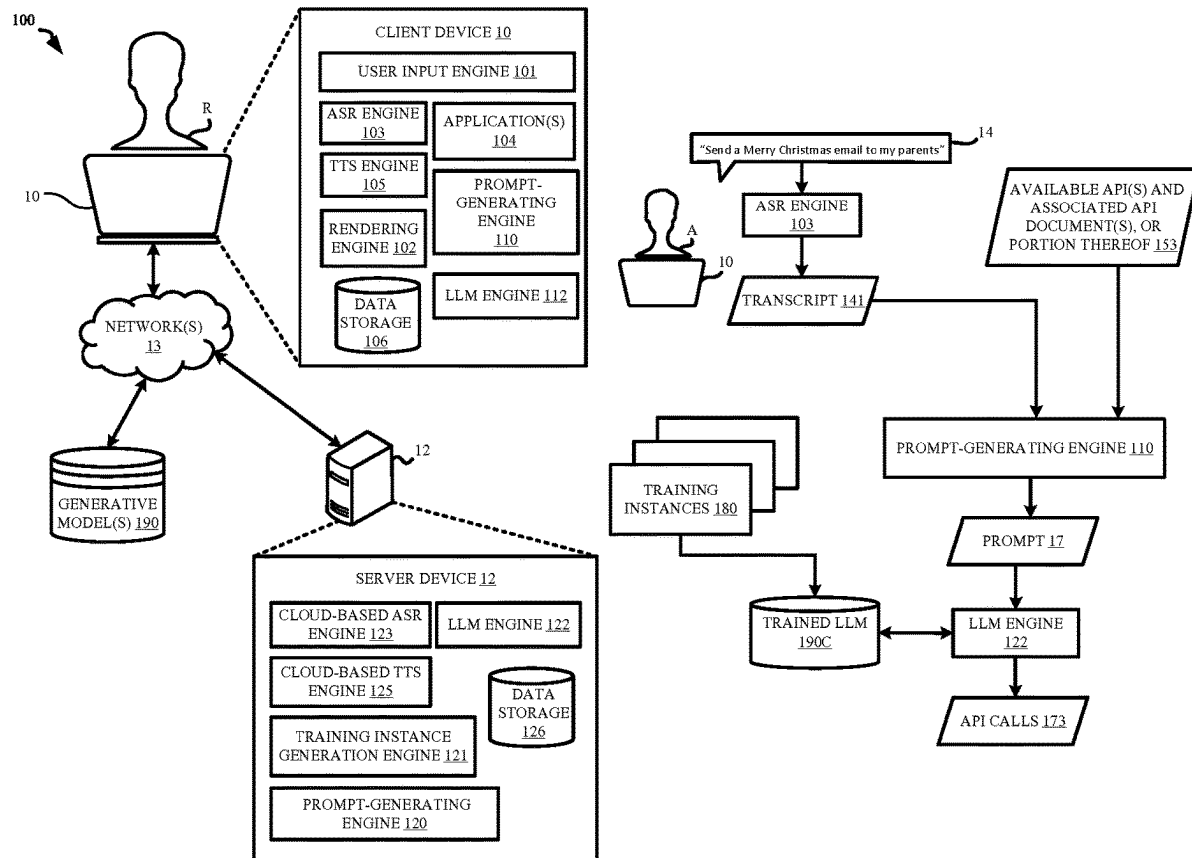 100
R
10
NETWORK(S)
13
GENERATIVE
MODEL(S) 190
12
CLIENT DEVICE 10
USER INPUT ENGINE 101
ASR ENGINE
103
APPLICATION(S)
104
TTS ENGINE
105
PROMPT-
GENERATING
ENGINE
110
RENDERING
ENGINE 102
DATA
STORAGE
106
LLM ENGINE 112
SERVER DEVICE 12
CLOUD-BASED ASR
ENGINE 123
LLM ENGINE 122
CLOUD-BASED TTS
ENGINE 125
DATA
STORAGE
126
TRAINING INSTANCE
GENERATION ENGINE 121
PROMPT-GENERATING
ENGINE 120
14
"Send a Merry Christmas email to my parents"
A
10
ASR ENGINE
103
TRANSCRIPT 141
AVAILABLE API(S) AND
ASSOCIATED API
DOCUMENT(S), OR
PORTION THEREOF 153
PROMPT-GENERATING ENGINE 110
TRAINING
INSTANCES 180
PROMPT 17
TRAINED LLM
190C
LLM ENGINE
122
API CALLS 173